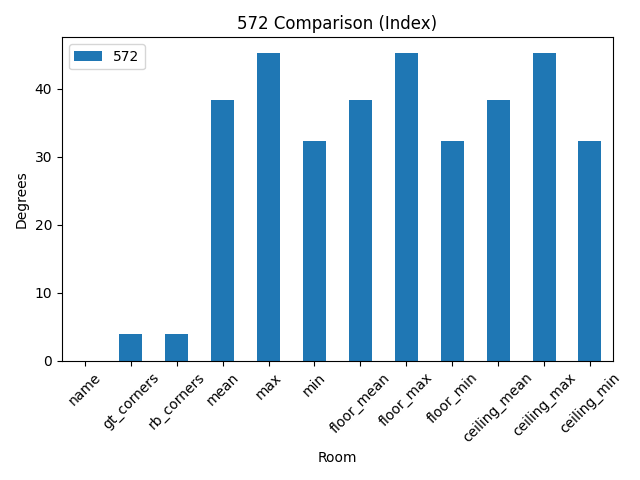 572 Comparison (Index)
572
Degrees
40
30
20
10
0
name
gt_corners
rb_corners
mean
max
min
floor_mean
floor_max
floor_min
ceiling_mean
ceiling_max
ceiling_min
Room